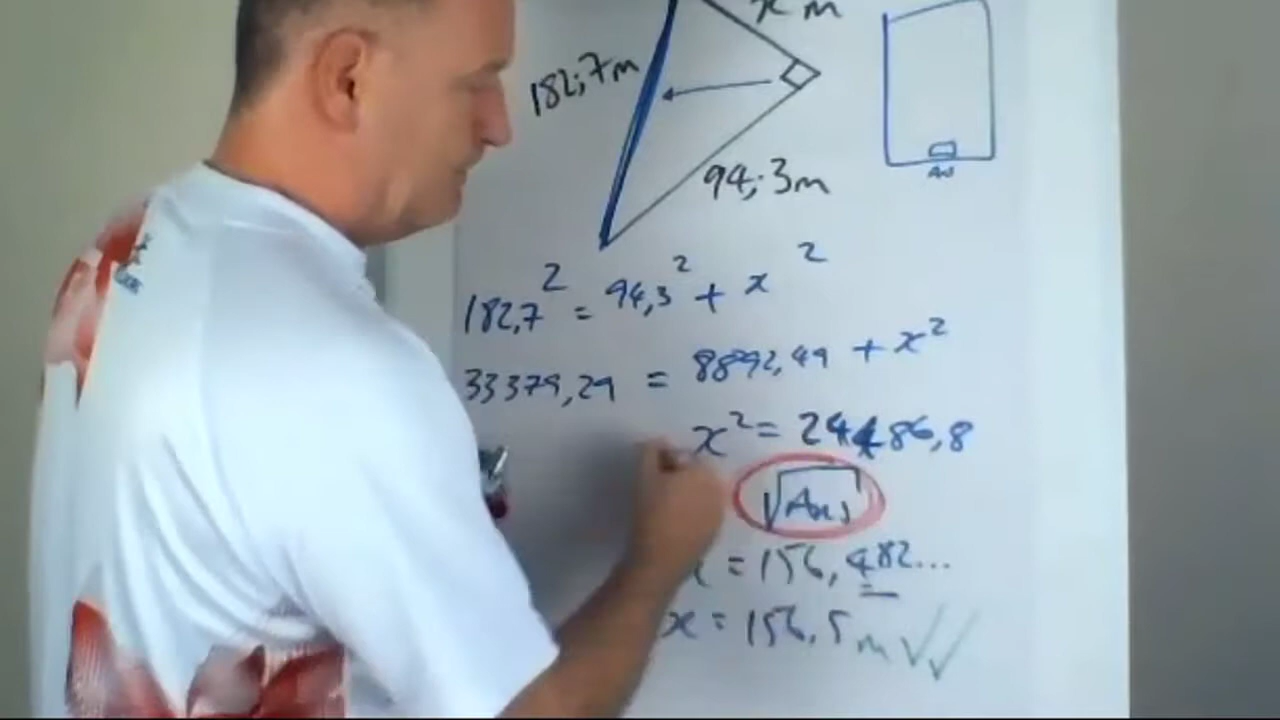 x m
182,7m
94,3m
Ans
182,7² = 94,3² + x²
33379,29 = 8892,49 + x²
x² = 24486,8
√Ans
x = 156,482...
x = 156,5m √√